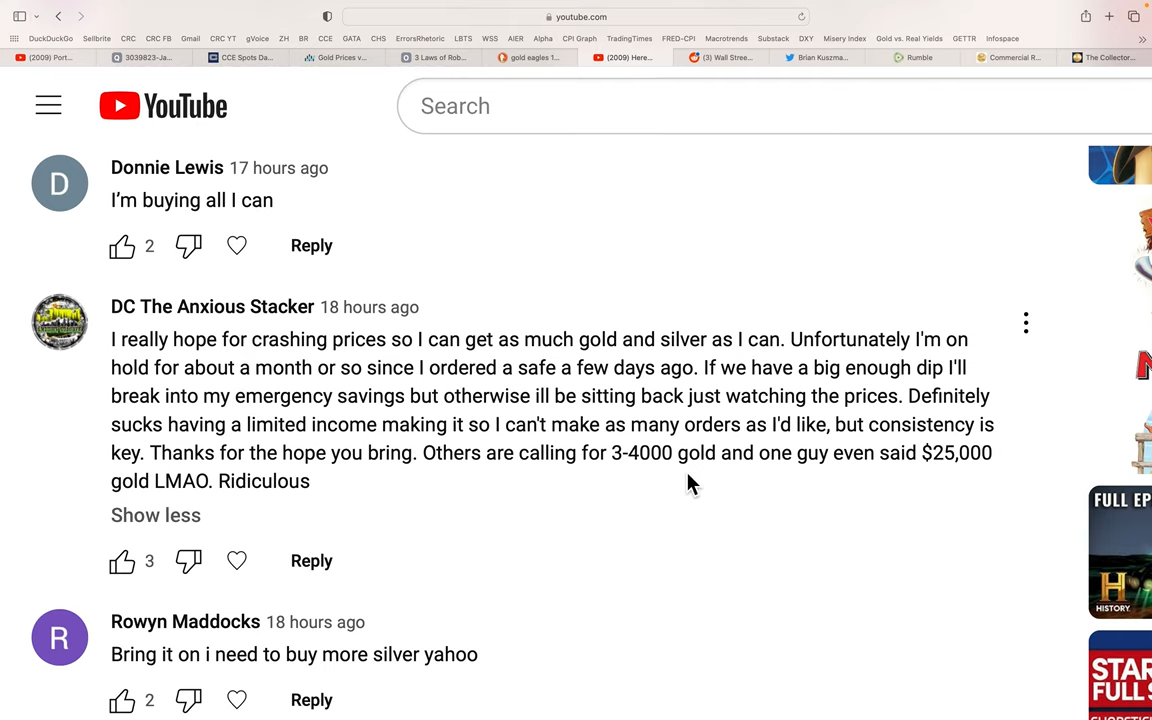 youtube.com
DuckDuckGo Sellbrite CRC CRC FB Gmail CRC YT gVoice ZH BR CCE GATA CHS ErrorsRhetoric LBTS WSS AIER Alpha CPI Graph TradingTimes FRED-CPI Macrotrends Substack DXY Misery Index Gold vs. Real Yields GETTR Infospace
(2009) Port... 3039823-Ja... CCE Spots Da... Gold Prices v... 3 Laws of Rob... gold eagles 1... (2009) Here... (3) Wall Stree... Brian Kuszma... Rumble Commercial R... The Collector...
YouTube
Search
Donnie Lewis 17 hours ago
D
I’m buying all I can
2 Reply
DC The Anxious Stacker 18 hours ago
I really hope for crashing prices so I can get as much gold and silver as I can. Unfortunately I'm on
hold for about a month or so since I ordered a safe a few days ago. If we have a big enough dip I'll
break into my emergency savings but otherwise ill be sitting back just watching the prices. Definitely
sucks having a limited income making it so I can't make as many orders as I'd like, but consistency is
key. Thanks for the hope you bring. Others are calling for 3-4000 gold and one guy even said $25,000
gold LMAO. Ridiculous
Show less
FULL EP
3 Reply
H
HISTORY
Rowyn Maddocks 18 hours ago
R
Bring it on i need to buy more silver yahoo
STAR
FULL S
2 Reply